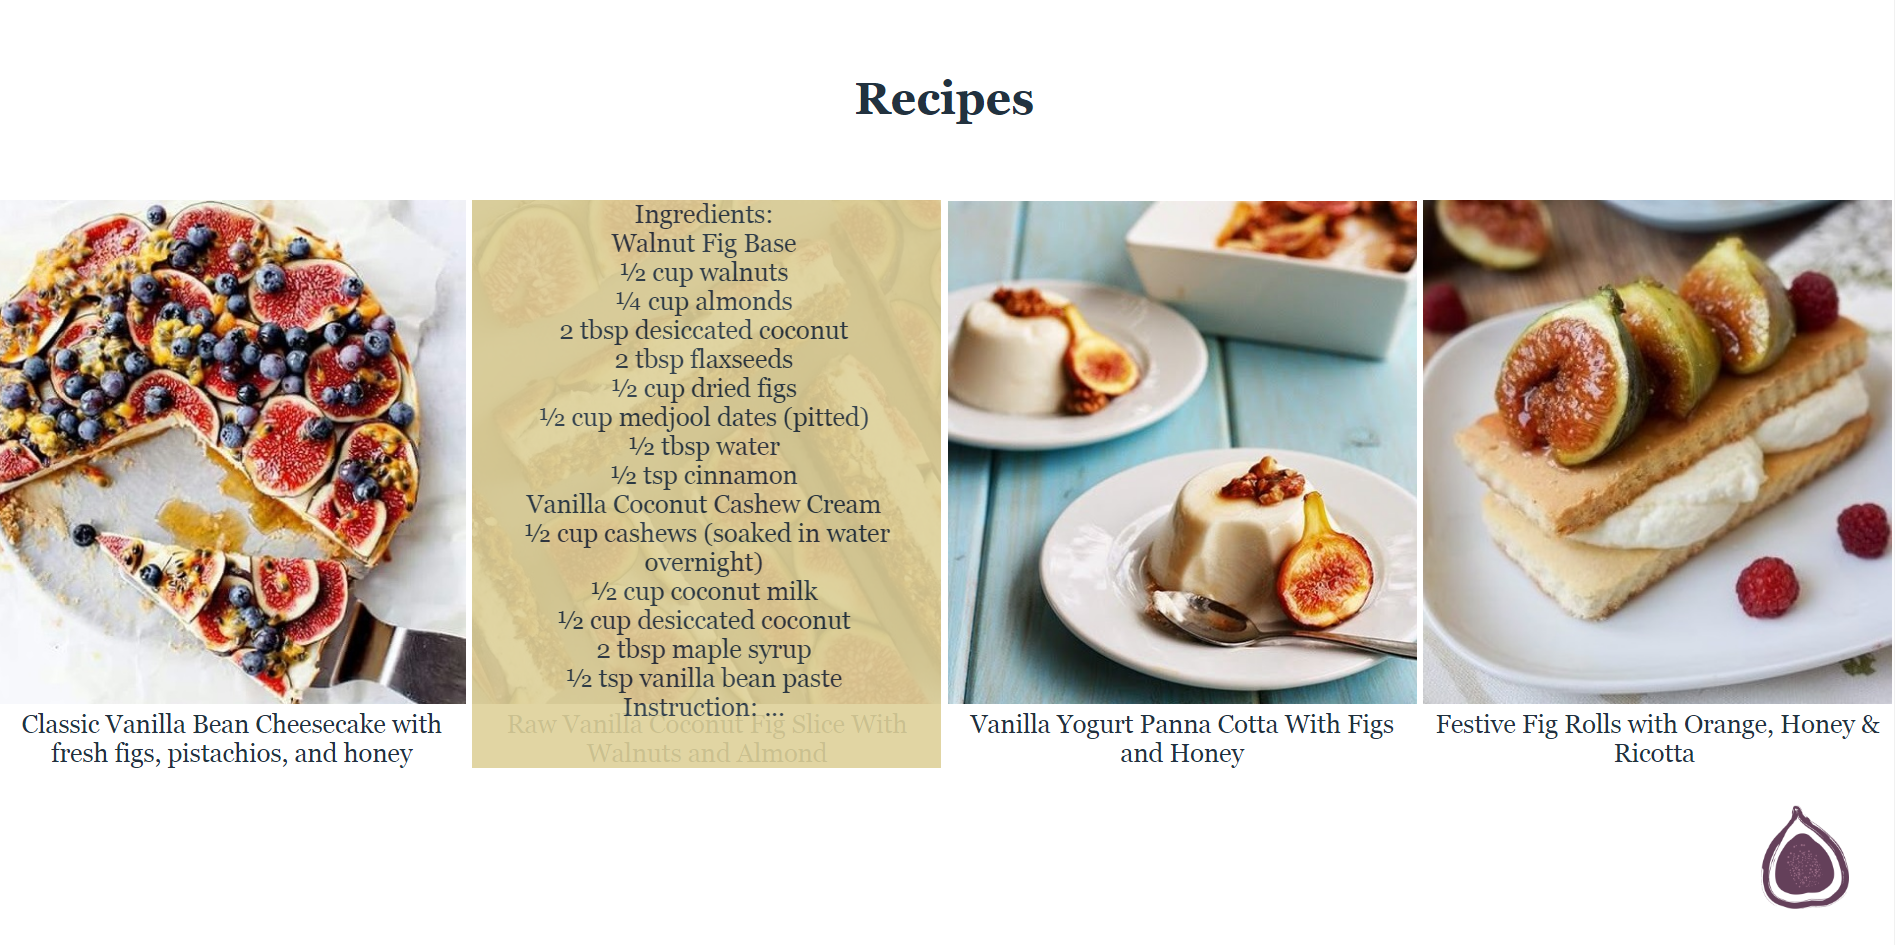 Recipes
Classic Vanilla Bean Cheesecake with
fresh figs, pistachios, and honey
Ingredients:
Walnut Fig Base
½ cup walnuts
¼ cup almonds
2 tbsp desiccated coconut
2 tbsp flaxseeds
½ cup dried figs
½ cup medjool dates (pitted)
½ tbsp water
½ tsp cinnamon
Vanilla Coconut Cashew Cream
½ cup cashews (soaked in water
overnight)
½ cup coconut milk
½ cup desiccated coconut
2 tbsp maple syrup
½ tsp vanilla bean paste
Instruction: ...
Raw Vanilla Coconut Fig Slice With
Walnuts and Almond
Vanilla Yogurt Panna Cotta With Figs
and Honey
Festive Fig Rolls with Orange, Honey &
Ricotta